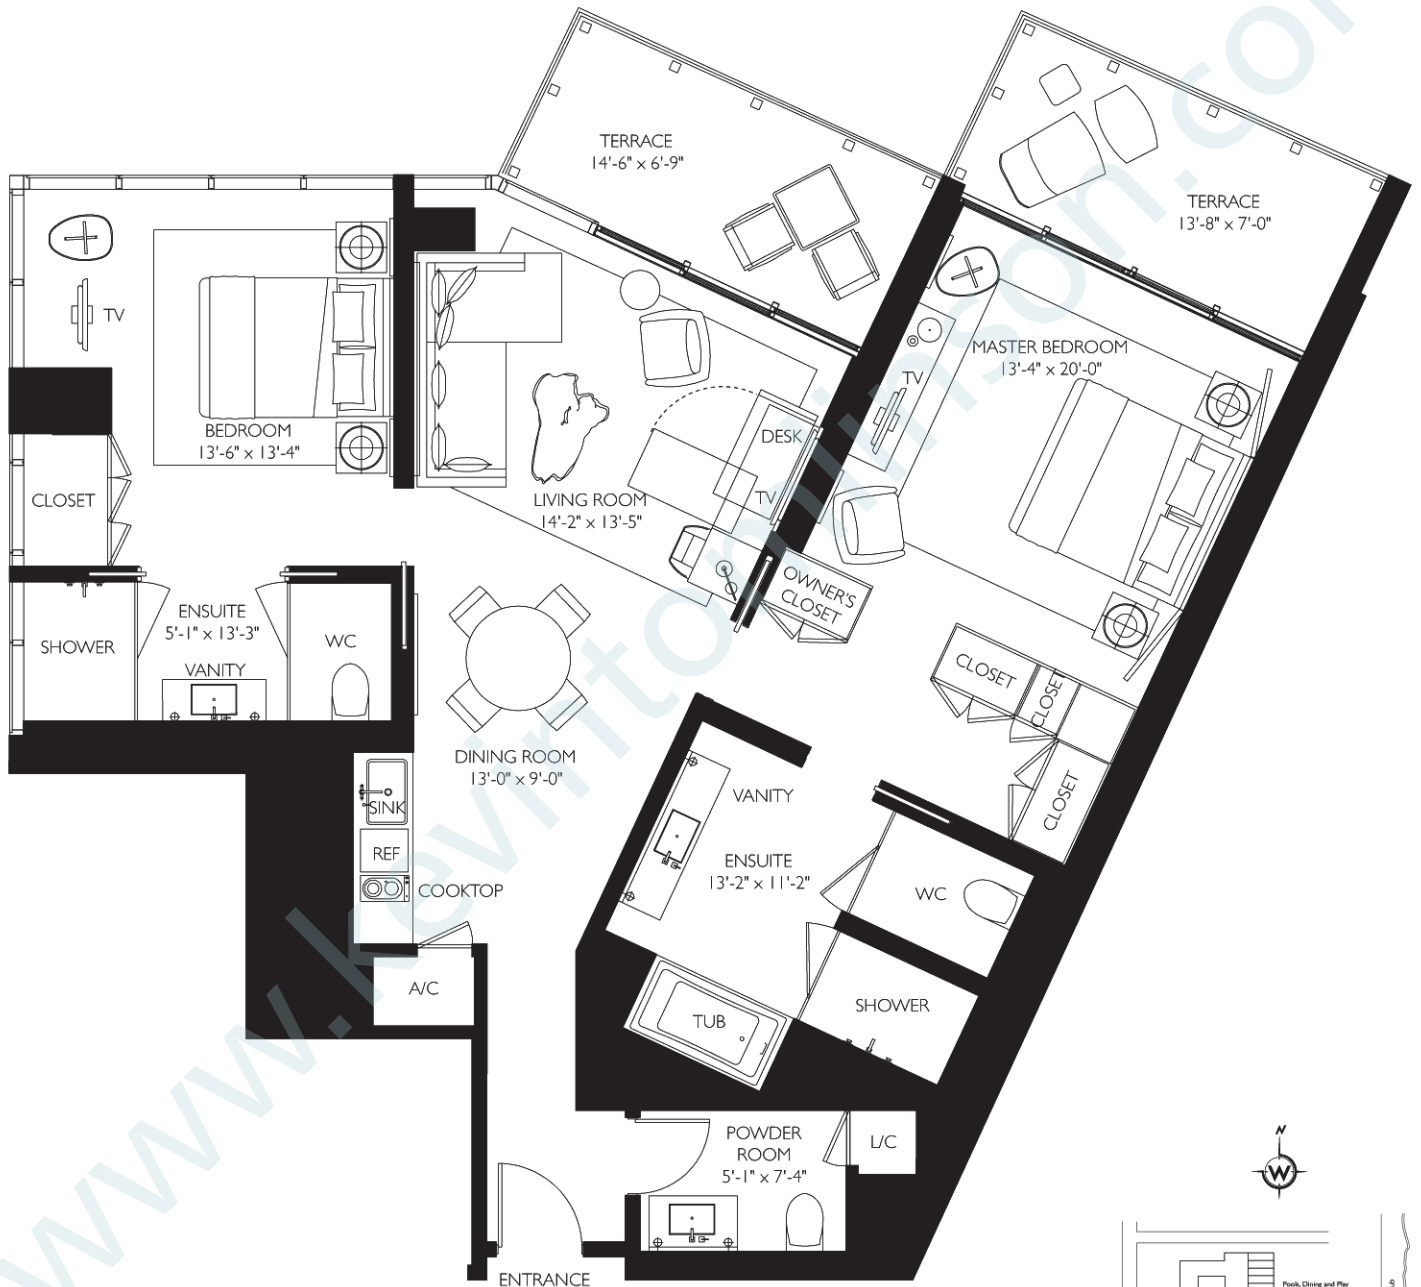 TERRACE
14'-6" x 6'-9"
TERRACE
13'-8" x 7'-0"
TV
MASTER BEDROOM
13'-4" x 20'-0"
TV
BEDROOM
13'-6" x 13'-4"
DESK
CLOSET
LIVING ROOM
14'-2" x 13'-5"
TV
OWNER'S
CLOSET
ENSUITE
5'-1" x 13'-3"
SHOWER
WC
VANITY
CLOSET
CLOSET
DINING ROOM
13'-0" x 9'-0"
SINK
VANITY
CLOSET
REF
COOKTOP
ENSUITE
13'-2" x 11'-2"
WC
A/C
TUB
SHOWER
POWDER
ROOM
5'-1" x 7'-4"
L/C
N
W
ENTRANCE
Pools, Dining and Play
www.kevintomlinson.com